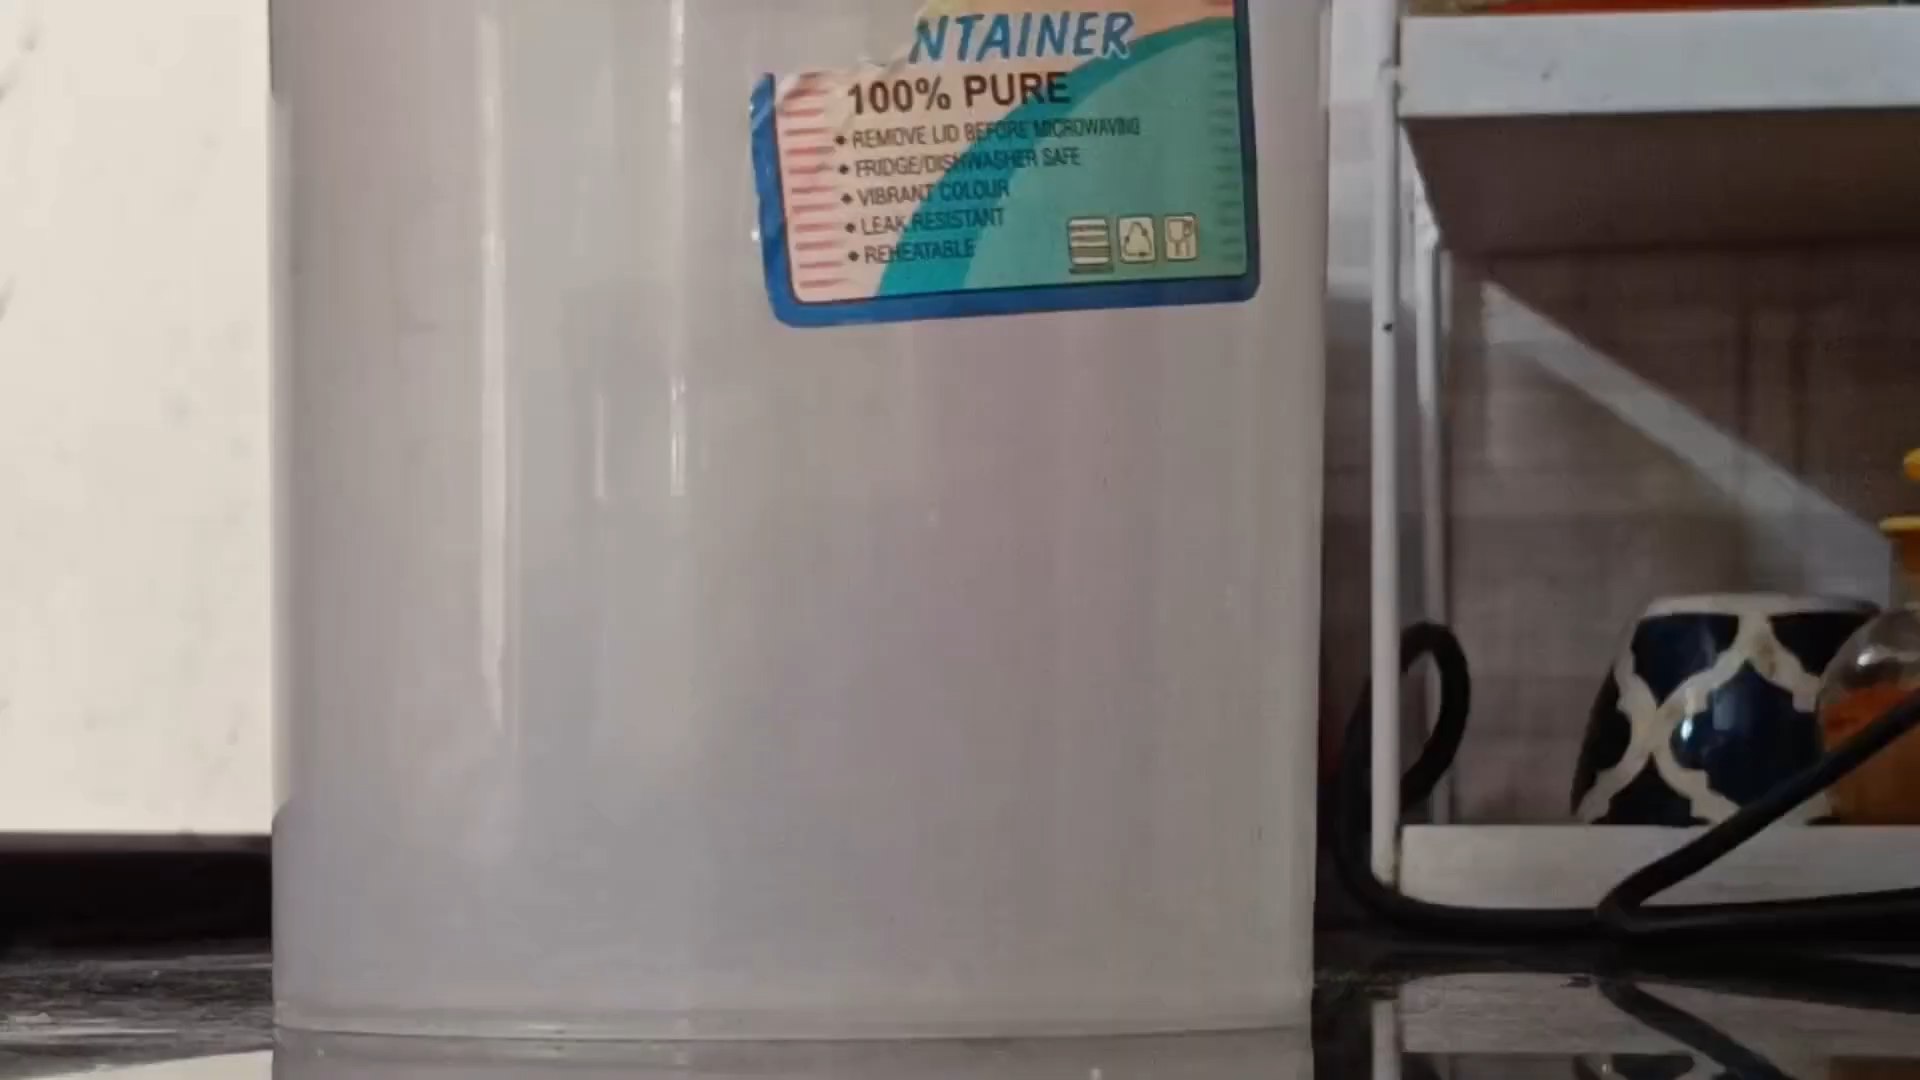 NTAINER
100% PURE
• REMOVE LID BEFORE MICROWAVING
• FRIDGE/DISHWASHER SAFE
• VIBRANT COLOUR
• LEAK RESISTANT
• REHEATABLE